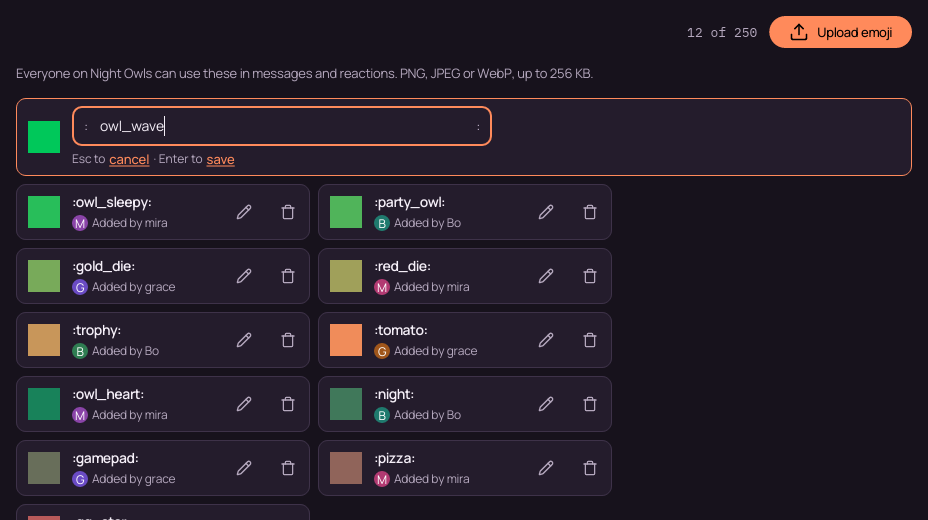 12 of 250
Upload emoji
Everyone on Night Owls can use these in messages and reactions. PNG, JPEG or WebP, up to 256 KB.
: owl_wave :
Esc to cancel · Enter to save
:owl_sleepy:
M Added by mira
:party_owl:
B Added by Bo
:gold_die:
G Added by grace
:red_die:
M Added by mira
:trophy:
B Added by Bo
:tomato:
G Added by grace
:owl_heart:
M Added by mira
:night:
B Added by Bo
:gamepad:
G Added by grace
:pizza:
M Added by mira